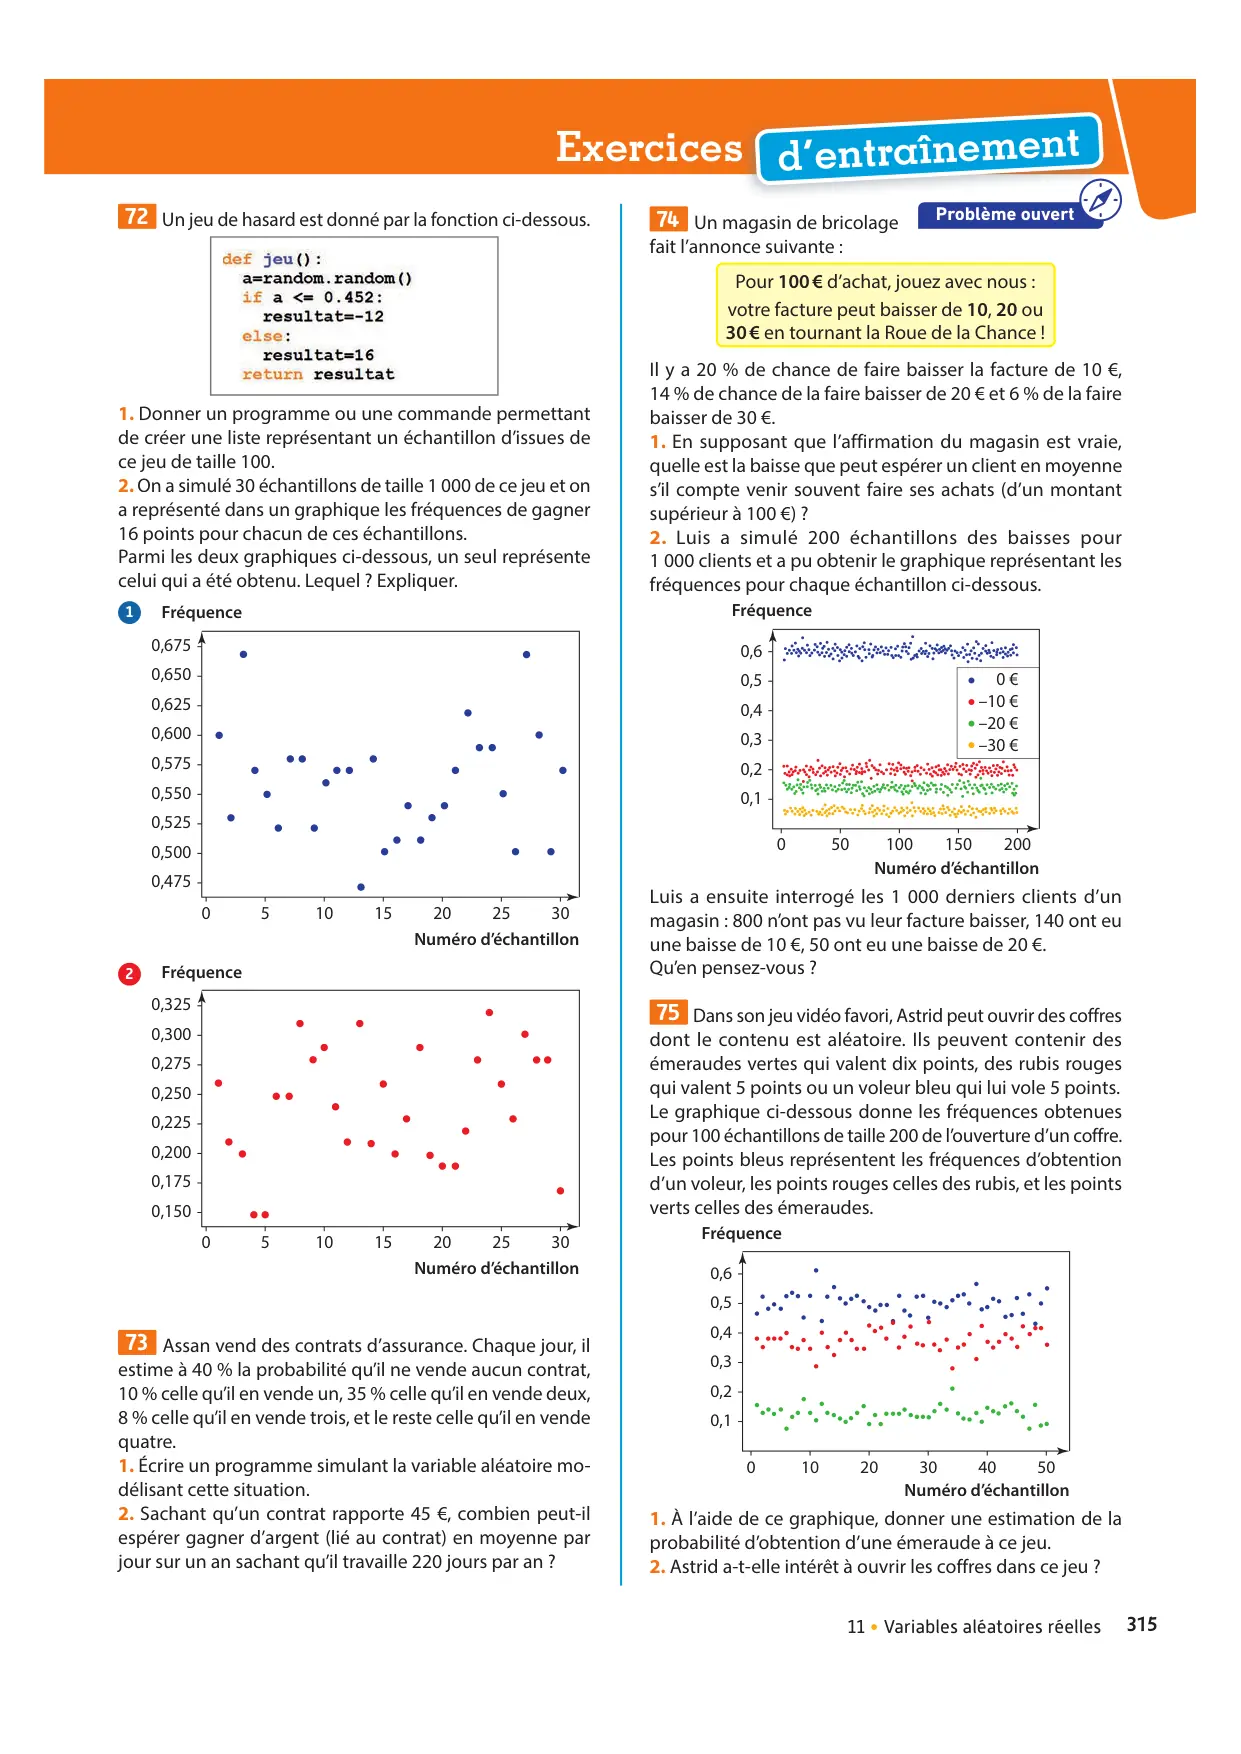 Exercices d'entraînement
72 Un jeu de hasard est donné par la fonction ci-dessous.
def jeu():
a=random.random()
if a <= 0.452:
resultat=-12
else:
resultat=16
return resultat
1. Donner un programme ou une commande permettant
de créer une liste représentant un échantillon d'issues de
ce jeu de taille 100.
2. On a simulé 30 échantillons de taille 1 000 de ce jeu et on
a représenté dans un graphique les fréquences de gagner
16 points pour chacun de ces échantillons.
Parmi les deux graphiques ci-dessous, un seul représente
celui qui a été obtenu. Lequel ? Expliquer.
1 Fréquence
0,675
0,650
0,625
0,600
0,575
0,550
0,525
0,500
0,475
0 5 10 15 20 25 30
Numéro d'échantillon
2 Fréquence
0,325
0,300
0,275
0,250
0,225
0,200
0,175
0,150
0 5 10 15 20 25 30
Numéro d'échantillon
73 Assan vend des contrats d'assurance. Chaque jour, il
estime à 40 % la probabilité qu'il ne vende aucun contrat,
10 % celle qu'il en vende un, 35 % celle qu'il en vende deux,
8 % celle qu'il en vende trois, et le reste celle qu'il en vende
quatre.
1. Écrire un programme simulant la variable aléatoire mo-
délisant cette situation.
2. Sachant qu'un contrat rapporte 45 €, combien peut-il
espérer gagner d'argent (lié au contrat) en moyenne par
jour sur un an sachant qu'il travaille 220 jours par an ?
Problème ouvert
74 Un magasin de bricolage
fait l'annonce suivante :
Pour 100 € d'achat, jouez avec nous :
votre facture peut baisser de 10, 20 ou
30 € en tournant la Roue de la Chance !
Il y a 20 % de chance de faire baisser la facture de 10 €,
14 % de chance de la faire baisser de 20 € et 6 % de la faire
baisser de 30 €.
1. En supposant que l'affirmation du magasin est vraie,
quelle est la baisse que peut espérer un client en moyenne
s'il compte venir souvent faire ses achats (d'un montant
supérieur à 100 €) ?
2. Luis a simulé 200 échantillons des baisses pour
1 000 clients et a pu obtenir le graphique représentant les
fréquences pour chaque échantillon ci-dessous.
Fréquence
0,6
0,5
0,4
0,3
0,2
0,1
0 €
–10 €
–20 €
–30 €
0 50 100 150 200
Numéro d'échantillon
Luis a ensuite interrogé les 1 000 derniers clients d'un
magasin : 800 n'ont pas vu leur facture baisser, 140 ont eu
une baisse de 10 €, 50 ont eu une baisse de 20 €.
Qu'en pensez-vous ?
75 Dans son jeu vidéo favori, Astrid peut ouvrir des coffres
dont le contenu est aléatoire. Ils peuvent contenir des
émeraudes vertes qui valent dix points, des rubis rouges
qui valent 5 points ou un voleur bleu qui lui vole 5 points.
Le graphique ci-dessous donne les fréquences obtenues
pour 100 échantillons de taille 200 de l'ouverture d'un coffre.
Les points bleus représentent les fréquences d'obtention
d'un voleur, les points rouges celles des rubis, et les points
verts celles des émeraudes.
Fréquence
0,6
0,5
0,4
0,3
0,2
0,1
0 10 20 30 40 50
Numéro d'échantillon
1. À l'aide de ce graphique, donner une estimation de la
probabilité d'obtention d'une émeraude à ce jeu.
2. Astrid a-t-elle intérêt à ouvrir les coffres dans ce jeu ?
11 • Variables aléatoires réelles 315